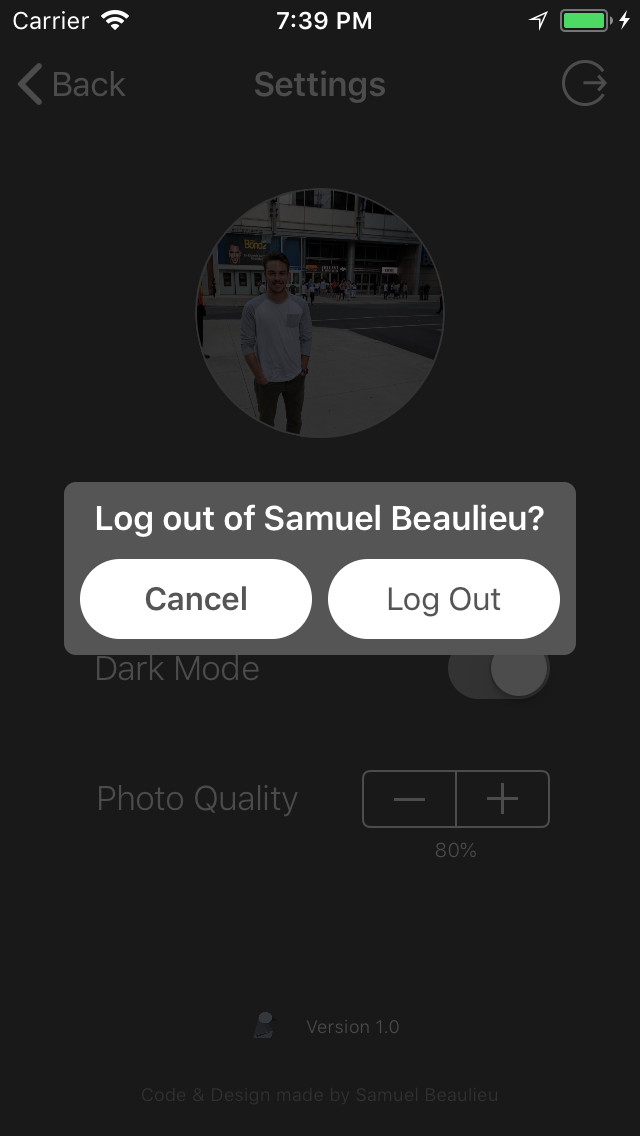 Carrier 7:39 PM
Back Settings
Log out of Samuel Beaulieu?
Cancel Log Out
Dark Mode
Photo Quality
80%
Version 1.0
Code & Design made by Samuel Beaulieu